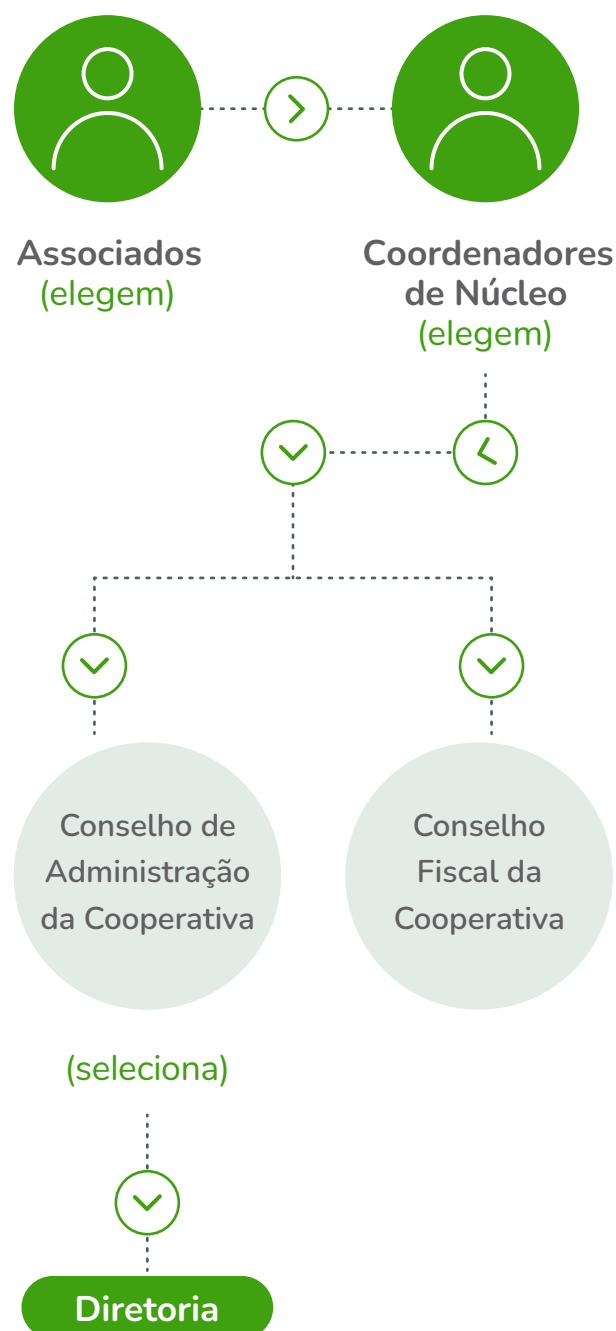 Associados
(elegem)
Coordenadores
de Núcleo
(elegem)
Conselho de
Administração
da Cooperativa
Conselho
Fiscal da
Cooperativa
(seleciona)
Diretoria